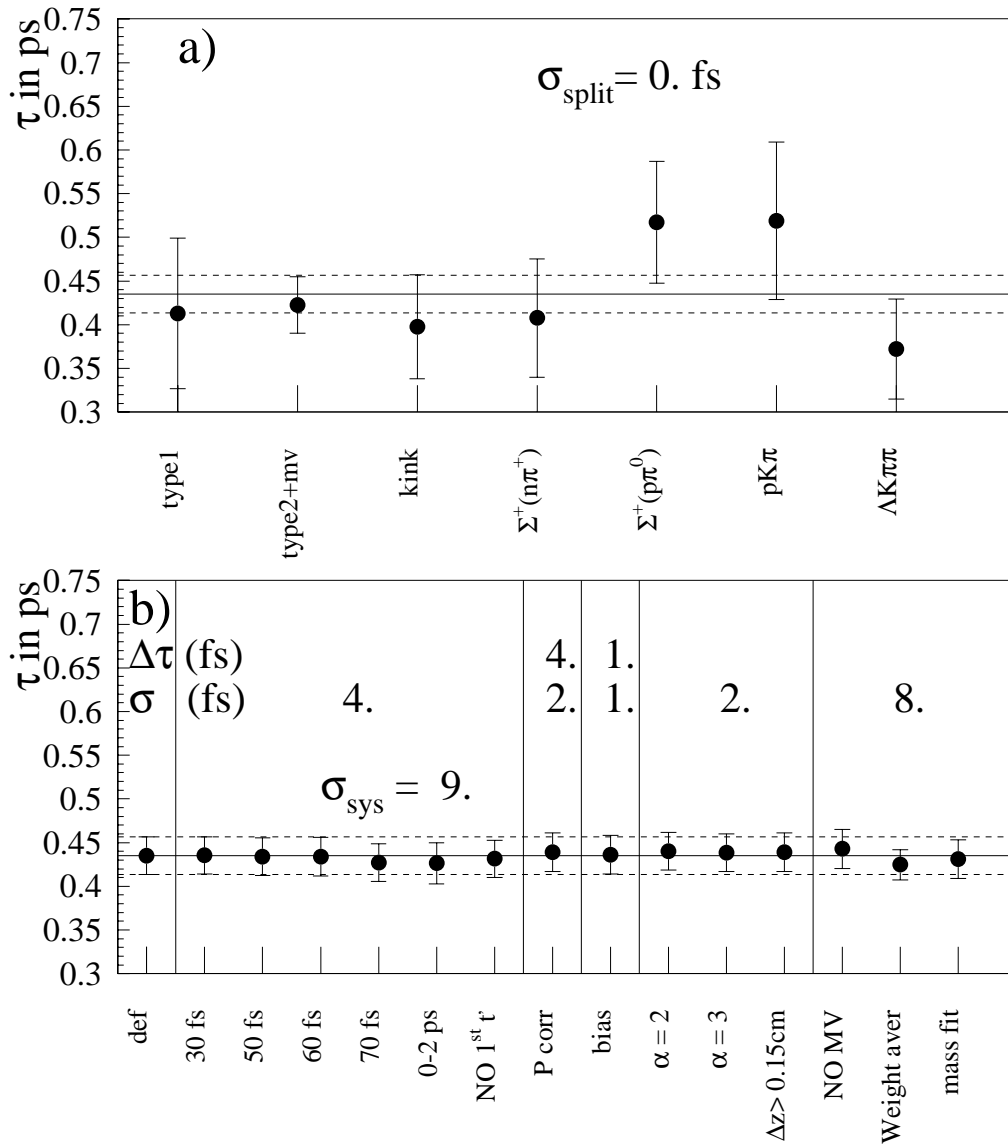 a)
σsplit= 0. fs
τ in ps
0.75
0.7
0.65
0.6
0.55
0.5
0.45
0.4
0.35
0.3
type1
type2+mv
kink
Σ+(nπ+)
Σ+(pπ0)
pKπ
ΛKππ
b)
τ in ps
0.75
0.7
0.65
0.6
0.55
0.5
0.45
0.4
0.35
0.3
Δτ (fs) 4. 1.
σ (fs) 4. 2. 1. 2. 8.
σsys = 9.
def
30 fs
50 fs
60 fs
70 fs
0-2 ps
NO 1st t'
P corr
bias
α = 2
α = 3
Δz> 0.15cm
NO MV
Weight aver
mass fit